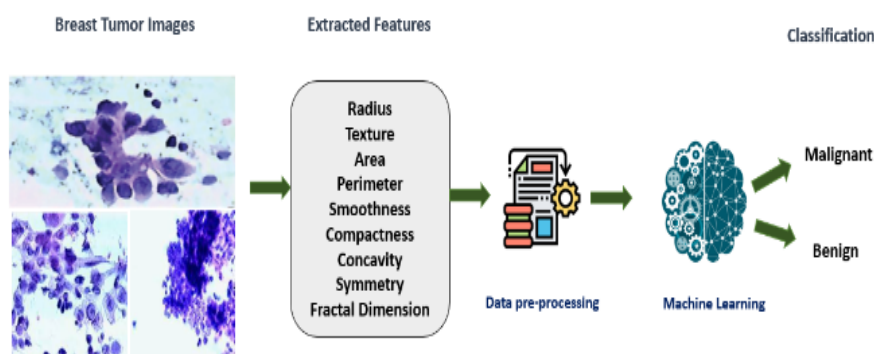 Breast Tumor Images
Extracted Features
Classification
Radius
Texture
Area
Perimeter
Smoothness
Compactness
Concavity
Symmetry
Fractal Dimension
Malignant
Benign
Data pre-processing
Machine Learning